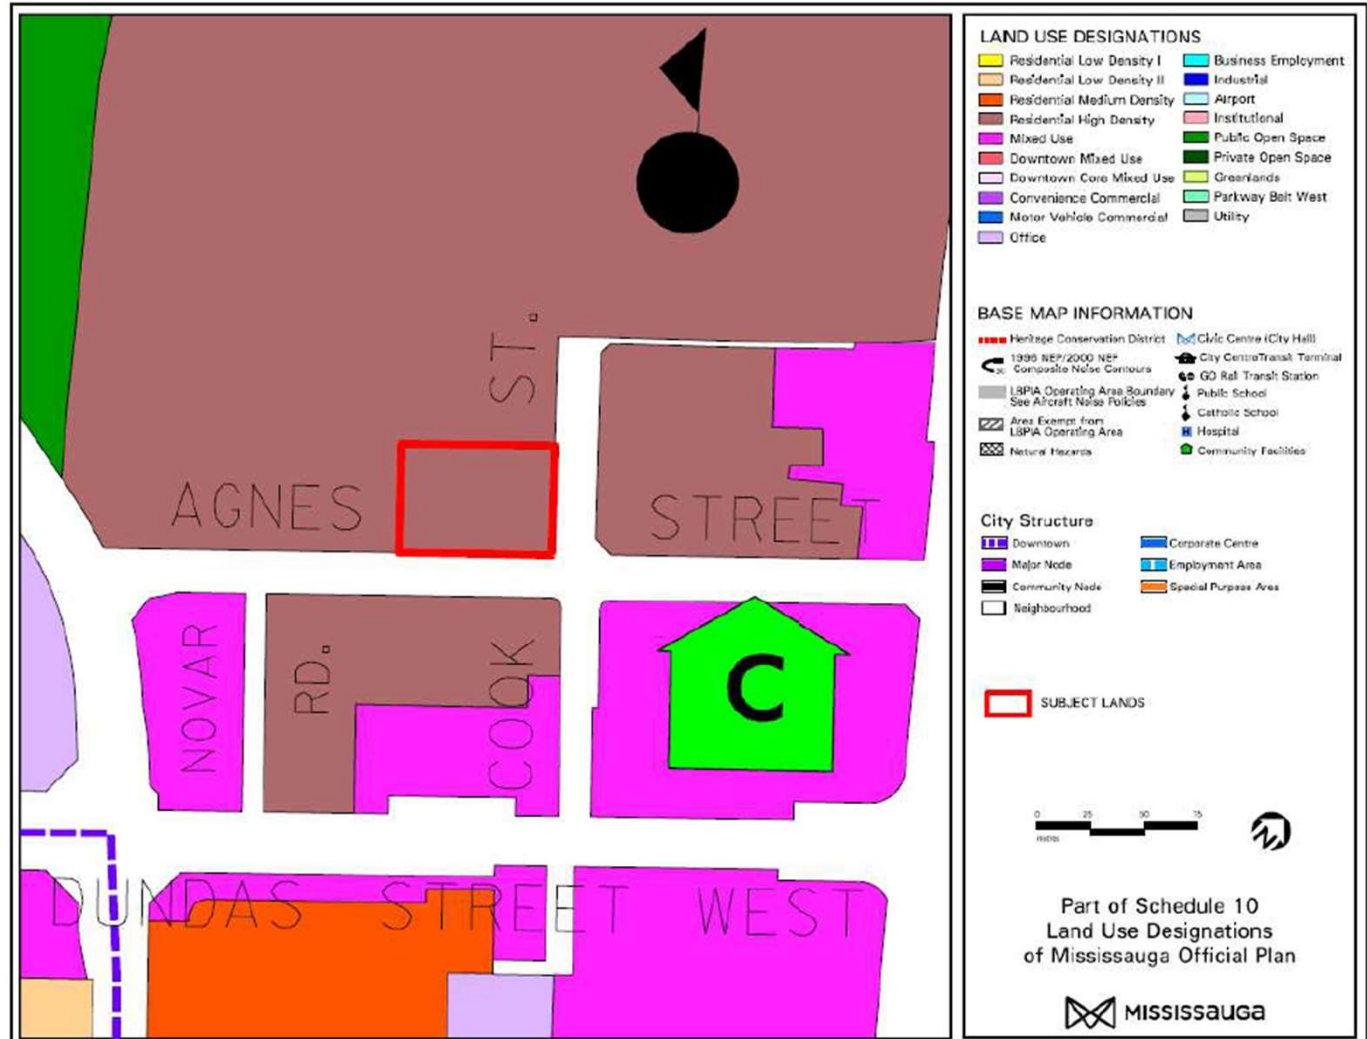 ST.
AGNES STREET
NOVAR
RD.
COOK
C
DUNDAS STREET WEST
LAND USE DESIGNATIONS
Residential Low Density I
Residential Low Density II
Residential Medium Density
Residential High Density
Mixed Use
Downtown Mixed Use
Downtown Core Mixed Use
Convenience Commercial
Motor Vehicle Commercial
Office
Business Employment
Industrial
Airport
Institutional
Public Open Space
Private Open Space
Greenlands
Parkway Belt West
Utility
BASE MAP INFORMATION
Heritage Conservation District
1996 NEP/2000 NEF
Composite Noise Contours
LBPIA Operating Area Boundary
See Aircraft Noise Policies
Area Exempt from
LBPIA Operating Area
Natural Hazards
Civic Centre (City Hall)
City Centre Transit Terminal
GO Rail Transit Station
Public School
Catholic School
H Hospital
Community Facilities
City Structure
Downtown
Major Node
Community Node
Neighbourhood
Corporate Centre
Employment Area
Special Purpose Area
SUBJECT LANDS
0 25 50 75
Part of Schedule 10
Land Use Designations
of Mississauga Official Plan
MISSISSAUGA